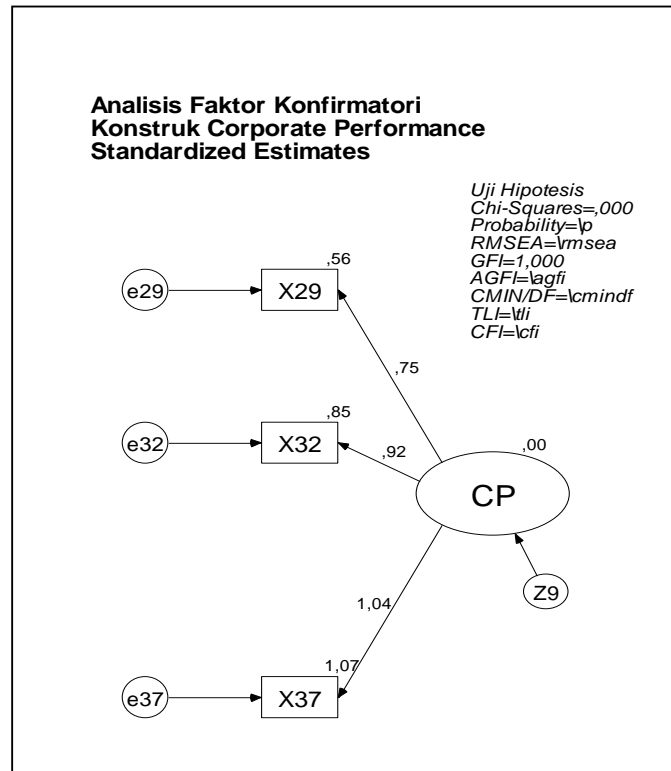 Analisis Faktor Konfirmatori
Konstruk Corporate Performance
Standardized Estimates
Uji Hipotesis
Chi-Squares=,000
Probability=\p
RMSEA=\rmsea
GFI=1,000
AGFI=\agfi
CMIN/DF=\cmindf
TLI=\tli
CFI=\cfi
,56
e29
X29
,75
,85
e32
X32
,92
,00
CP
Z9
1,04
1,07
e37
X37